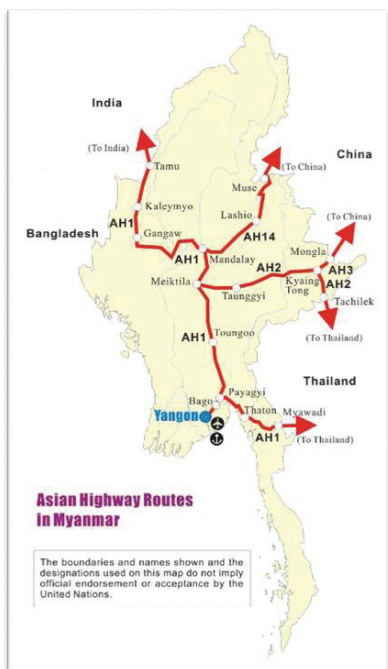 India
(To India)
Tamu
China
(To China)
Muse
Kaleymyo
AH1
Bangladesh
Gangaw
Lashio
AH14
(To China)
Mongla
AH1
Mandalay
AH2
AH3
Kyaing
Tong
AH2
Meiktila
Taunggyi
Tachilek
AH1
Toungoo
(To Thailand)
Thailand
Payagyi
Bago
Yangon
Thaton
Myawadi
AH1
(To Thailand)
Asian Highway Routes
in Myanmar
The boundaries and names shown and the
designations used on this map do not imply
official endorsement or acceptance by the
United Nations.